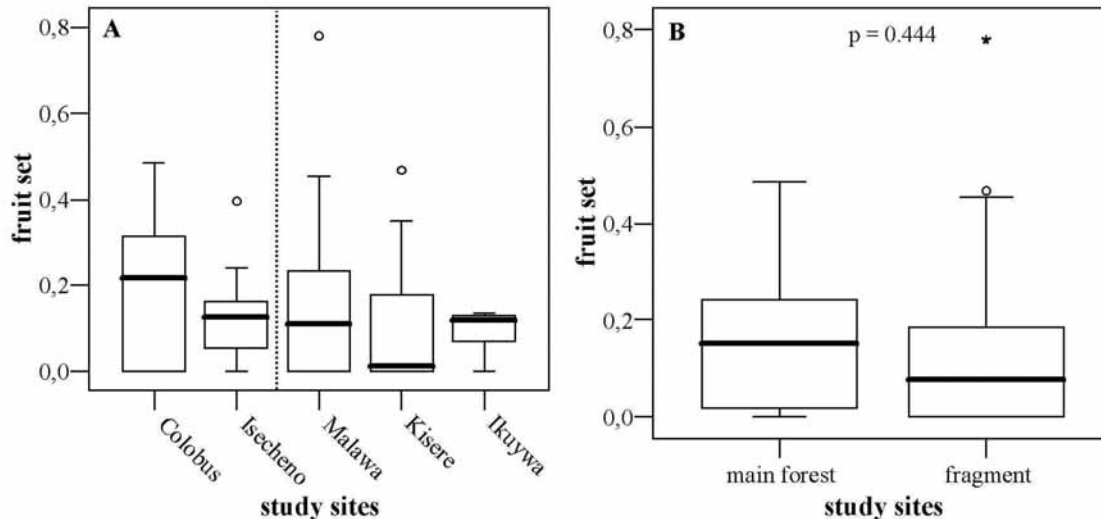 A
0,8
0,6
0,4
0,2
0,0
fruit set
Colobus
Isecheno
Malawa
Kisere
Ikuywa
study sites
B
p = 0.444
*
0,8
0,6
0,4
0,2
0,0
fruit set
main forest
fragment
study sites